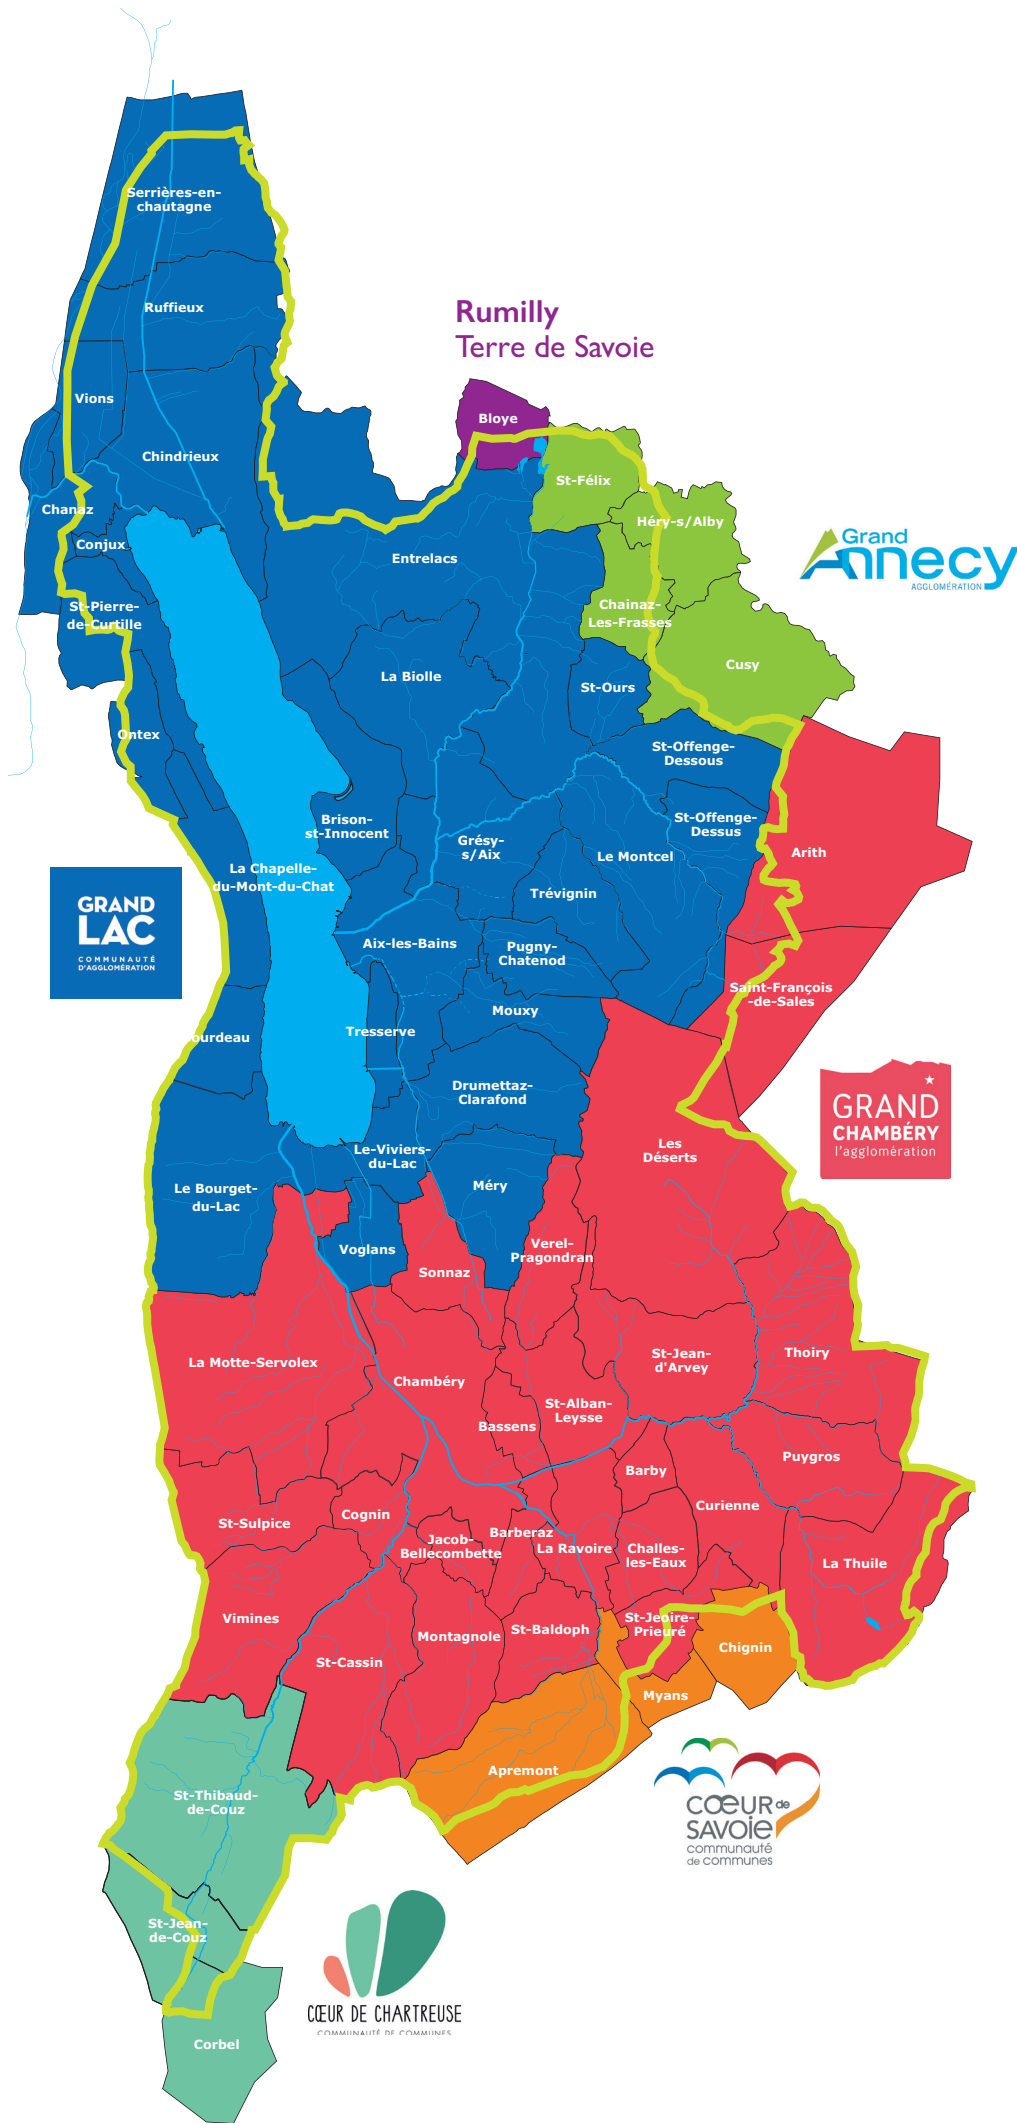 Serrières-en-
chautagne
Ruffieux
Rumilly
Terre de Savoie
Vions
Bloye
Chindrieux
St-Félix
Chanaz
Héry-s/Alby
Conjux
Entrelacs
Grand
Annecy
AGGLOMÉRATION
St-Pierre-
de-Curtille
Chainaz-
Les-Frasses
La Biolle
Cusy
St-Ours
Ontex
St-Offenge-
Dessous
Brison-
st-Innocent
St-Offenge-
Dessus
Grésy-
s/Aix
Le Montcel
Arith
La Chapelle-
du-Mont-du-Chat
Trévignin
GRAND
LAC
COMMUNAUTÉ
D'AGGLOMÉRATION
Aix-les-Bains
Pugny-
Chatenod
Saint-François
-de-Sales
Mouxy
ourdeau
Tresserve
Drumettaz-
Clarafond
GRAND
CHAMBÉRY
l'agglomération
Le-Viviers-
du-Lac
Les
Déserts
Le Bourget-
du-Lac
Méry
Voglans
Verel-
Pragondran
Sonnaz
La Motte-Servolex
St-Jean-
d'Arvey
Thoiry
Chambéry
St-Alban-
Leysse
Bassens
Puygros
Barby
Curienne
St-Sulpice
Cognin
Jacob-
Bellecombette
Barberaz
La Ravoire
Challes-
les-Eaux
La Thuile
Vimines
Montagnole
St-Baldoph
St-Jeoire-
Prieuré
Chignin
St-Cassin
Myans
Apremont
St-Thibaud-
de-Couz
CŒUR de
SAVOIE
communauté
de communes
St-Jean-
de-Couz
CŒUR DE CHARTREUSE
COMMUNAUTÉ DE COMMUNES
Corbel